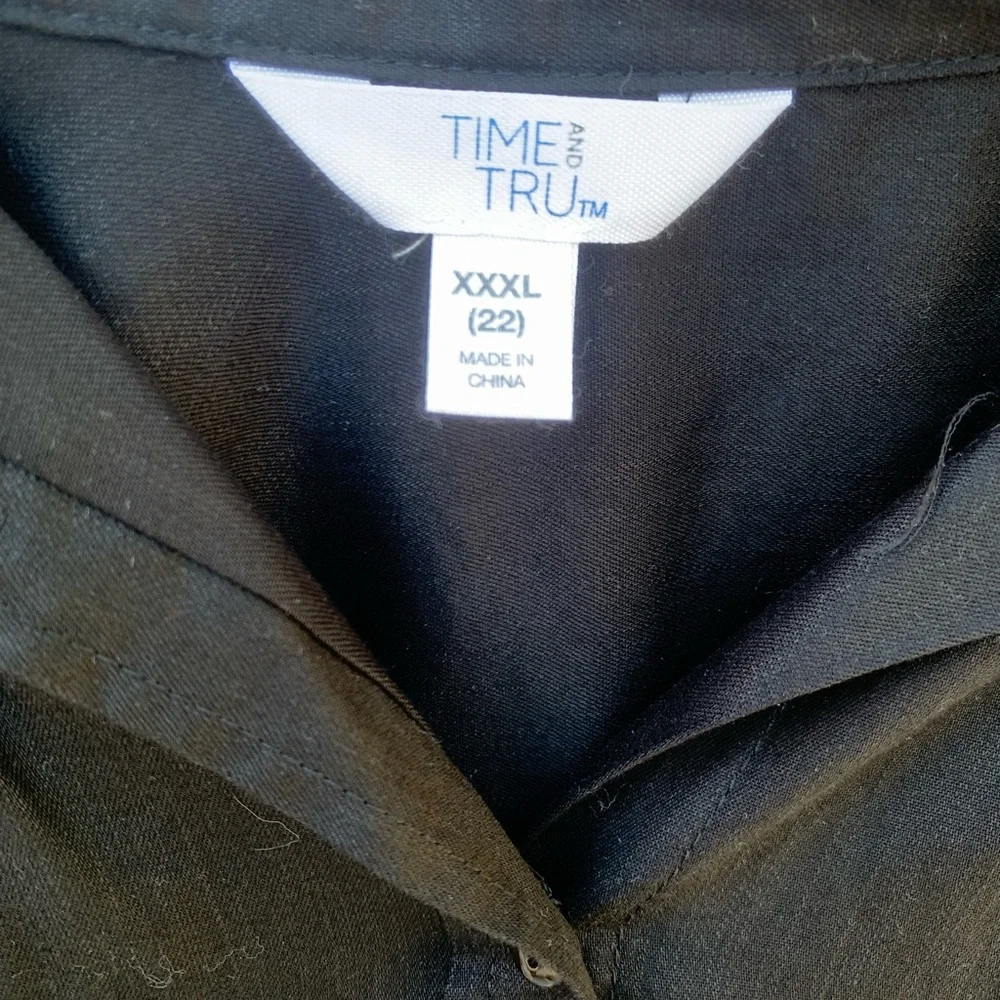 TIME AND
TRU™
XXXL
(22)
MADE IN
CHINA